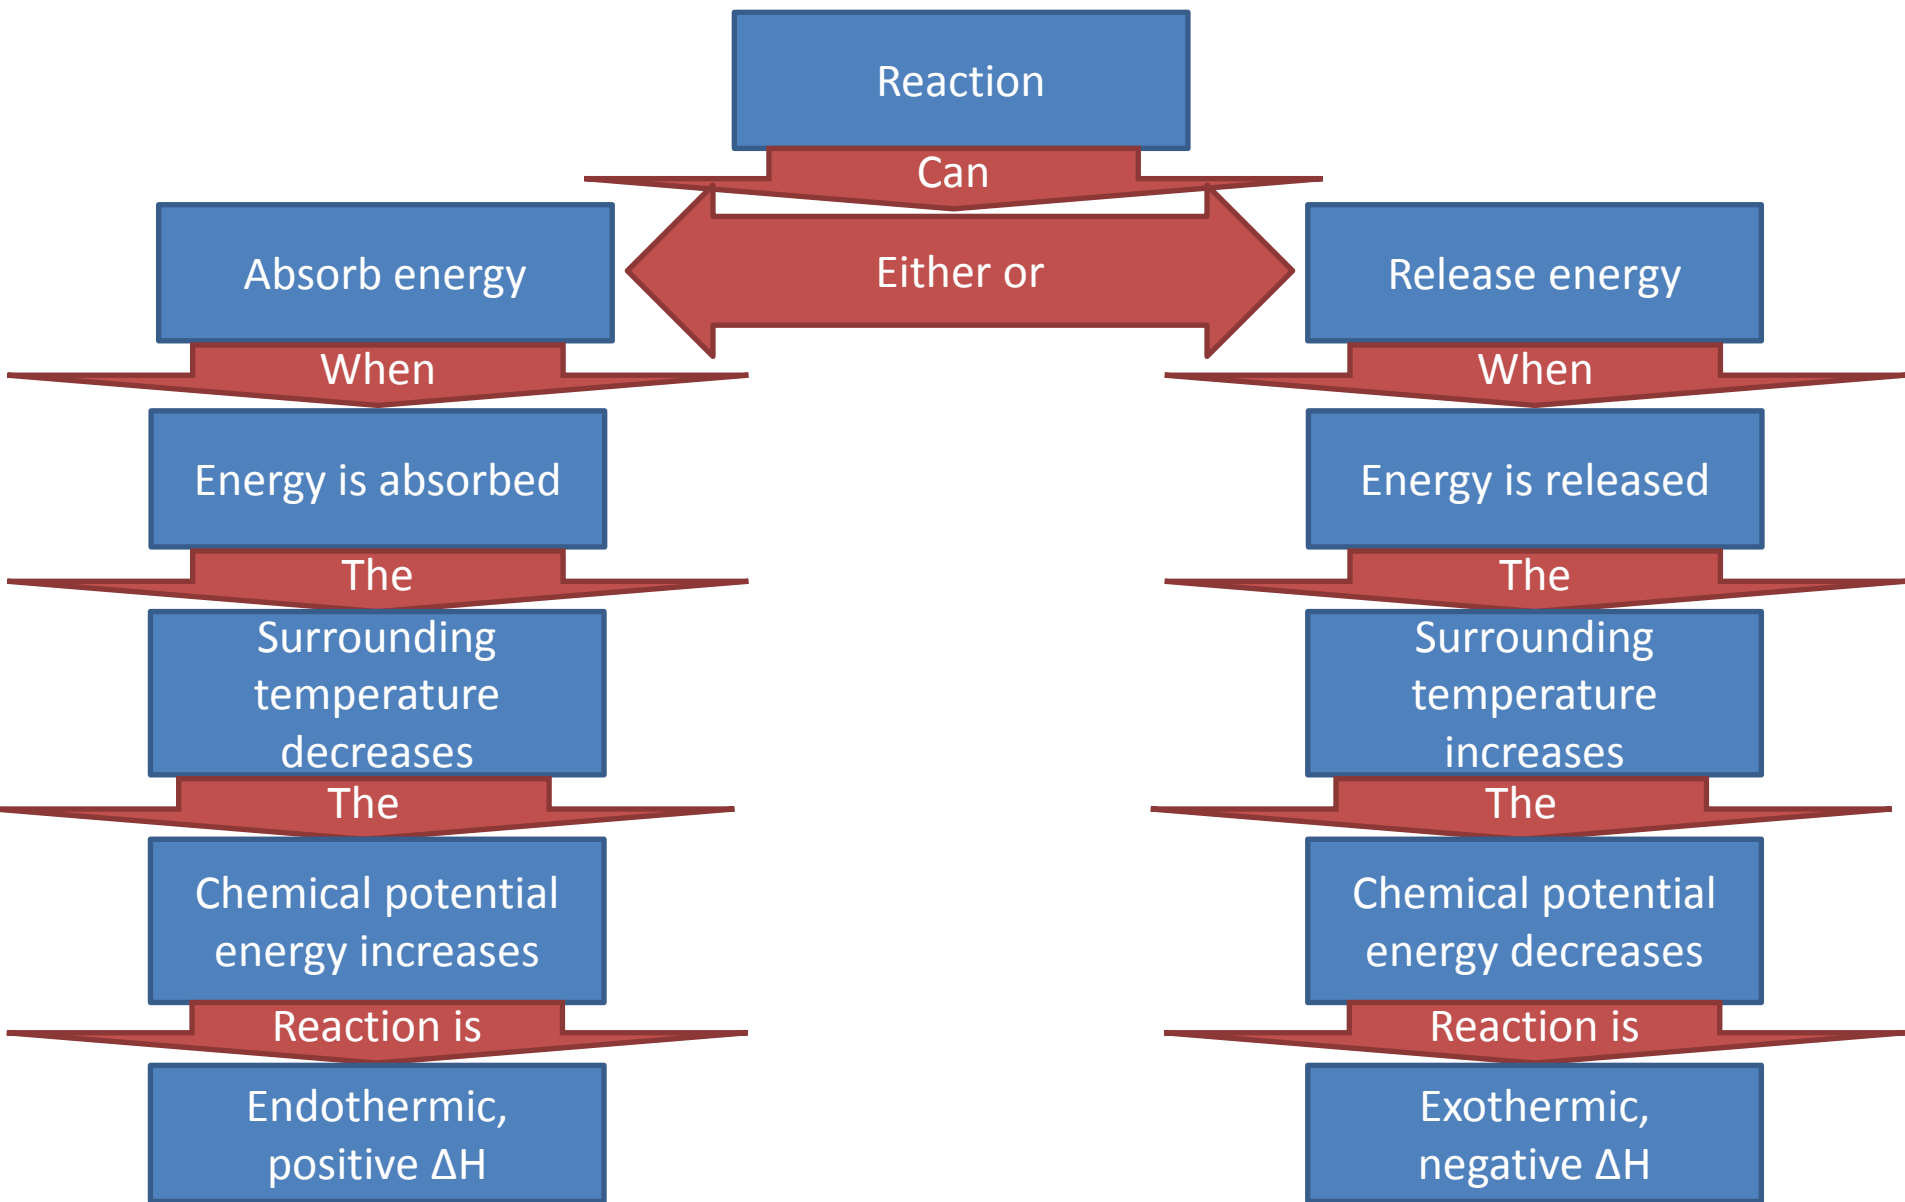 Reaction
Can
Either or
Absorb energy
When
Energy is absorbed
The
Surrounding
temperature
decreases
The
Chemical potential
energy increases
Reaction is
Endothermic,
positive ΔH
Release energy
When
Energy is released
The
Surrounding
temperature
increases
The
Chemical potential
energy decreases
Reaction is
Exothermic,
negative ΔH